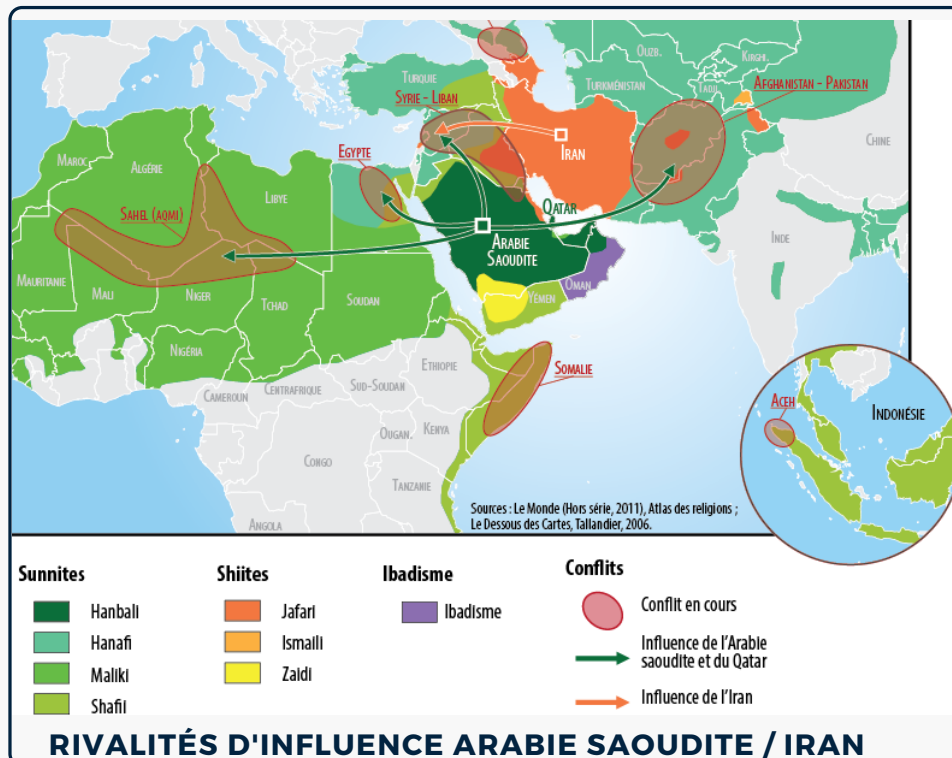 Ouzb.
Kirghi.
Turquie
Turkménistan
Tadj.
Afghanistan - Pakistan
Syrie - Liban
Chine
Iran
Egypte
Maroc
Algérie
Libye
Qatar
Sahel (aqmi)
Arabie
Saoudite
Inde
Oman
Mauritanie
Mali
Niger
Tchad
Soudan
Yémen
Nigéria
Ethiopie
Somalie
Sud-Soudan
Centrafrique
Cameroun
Aceh
Indonésie
Ougan.
Kenya
Congo
Tanzanie
Angola
Sources : Le Monde (Hors série, 2011), Atlas des religions ;
Le Dessous des Cartes, Tallandier, 2006.
Sunnites
Hanbali
Hanafi
Maliki
Shafii
Shiites
Jafari
Ismaili
Zaidi
Ibadisme
Ibadisme
Conflits
Conflit en cours
Influence de l'Arabie
saoudite et du Qatar
Influence de l'Iran
RIVALITÉS D'INFLUENCE ARABIE SAOUDITE / IRAN